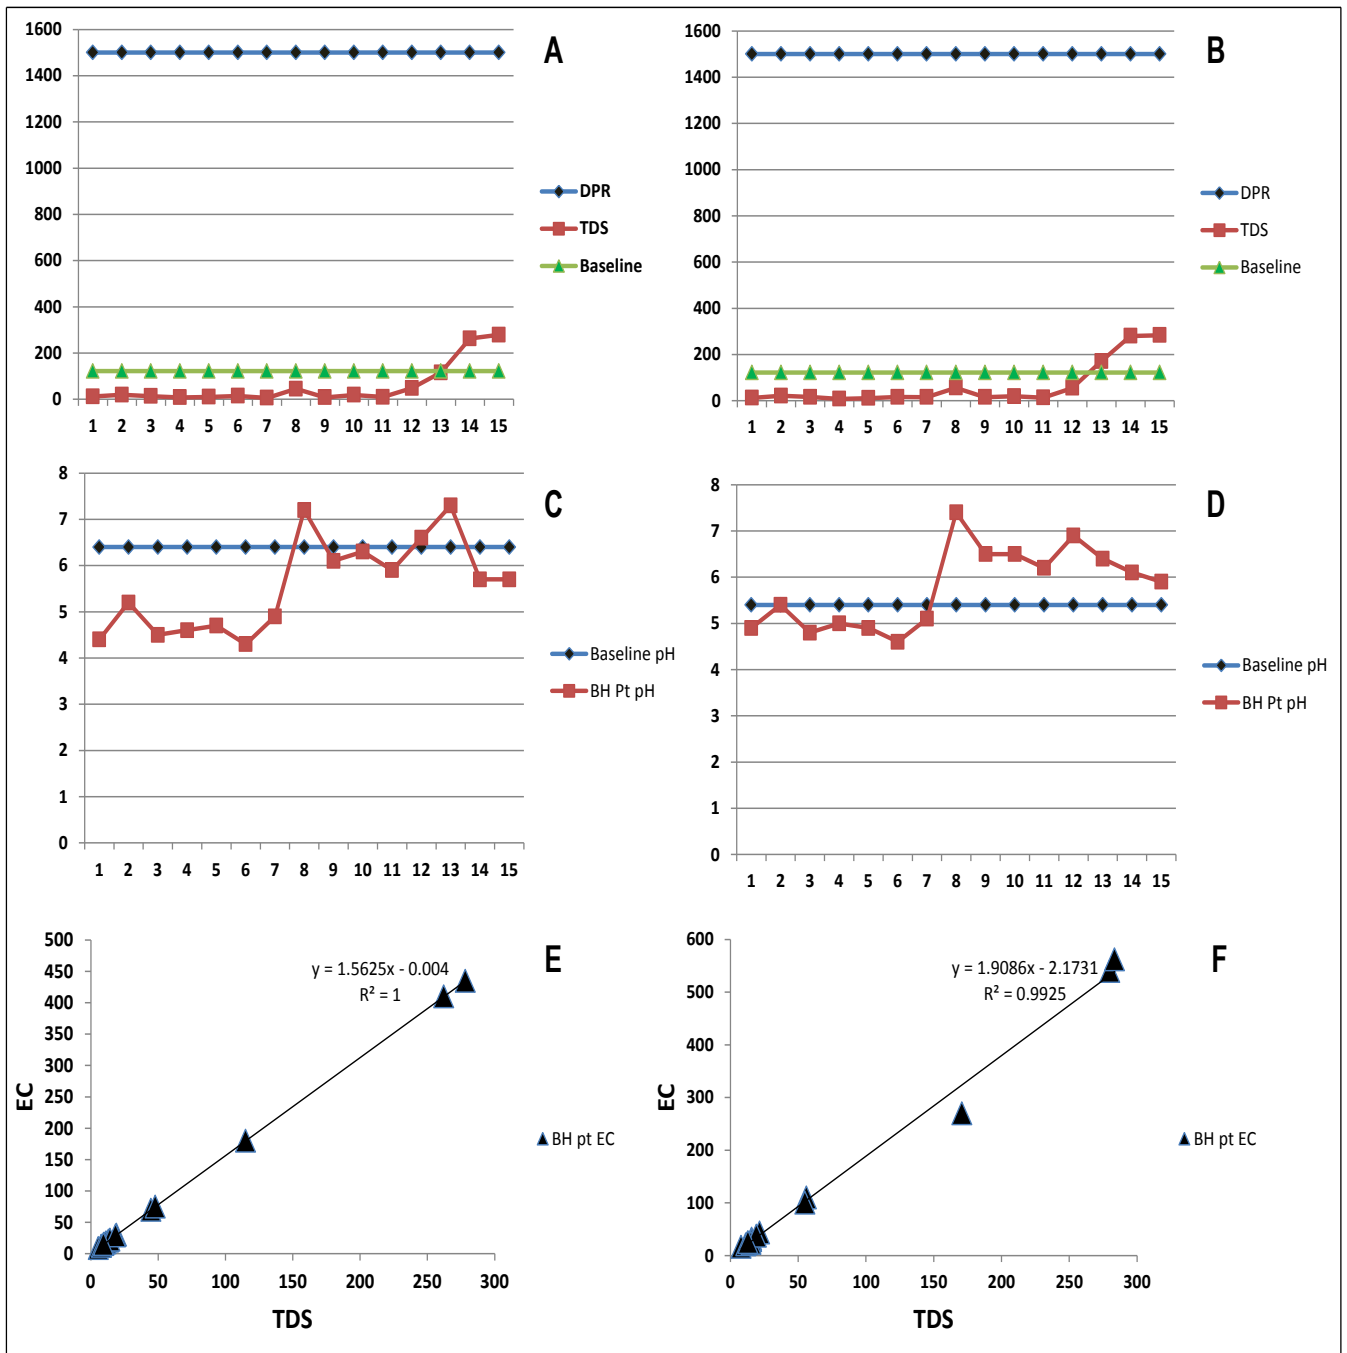 A
1600
1400
1200
1000
800
600
400
200
0
1 2 3 4 5 6 7 8 9 10 11 12 13 14 15
DPR
TDS
Baseline
B
1600
1400
1200
1000
800
600
400
200
0
1 2 3 4 5 6 7 8 9 10 11 12 13 14 15
DPR
TDS
Baseline
C
8
7
6
5
4
3
2
1
0
1 2 3 4 5 6 7 8 9 10 11 12 13 14 15
Baseline pH
BH Pt pH
D
8
7
6
5
4
3
2
1
0
1 2 3 4 5 6 7 8 9 10 11 12 13 14 15
Baseline pH
BH Pt pH
E
500
450
400
350
300
250
200
150
100
50
0
0 50 100 150 200 250 300
EC
TDS
y = 1.5625x - 0.004
R² = 1
BH pt EC
F
600
500
400
300
200
100
0
0 50 100 150 200 250 300
EC
TDS
y = 1.9086x - 2.1731
R² = 0.9925
BH pt EC